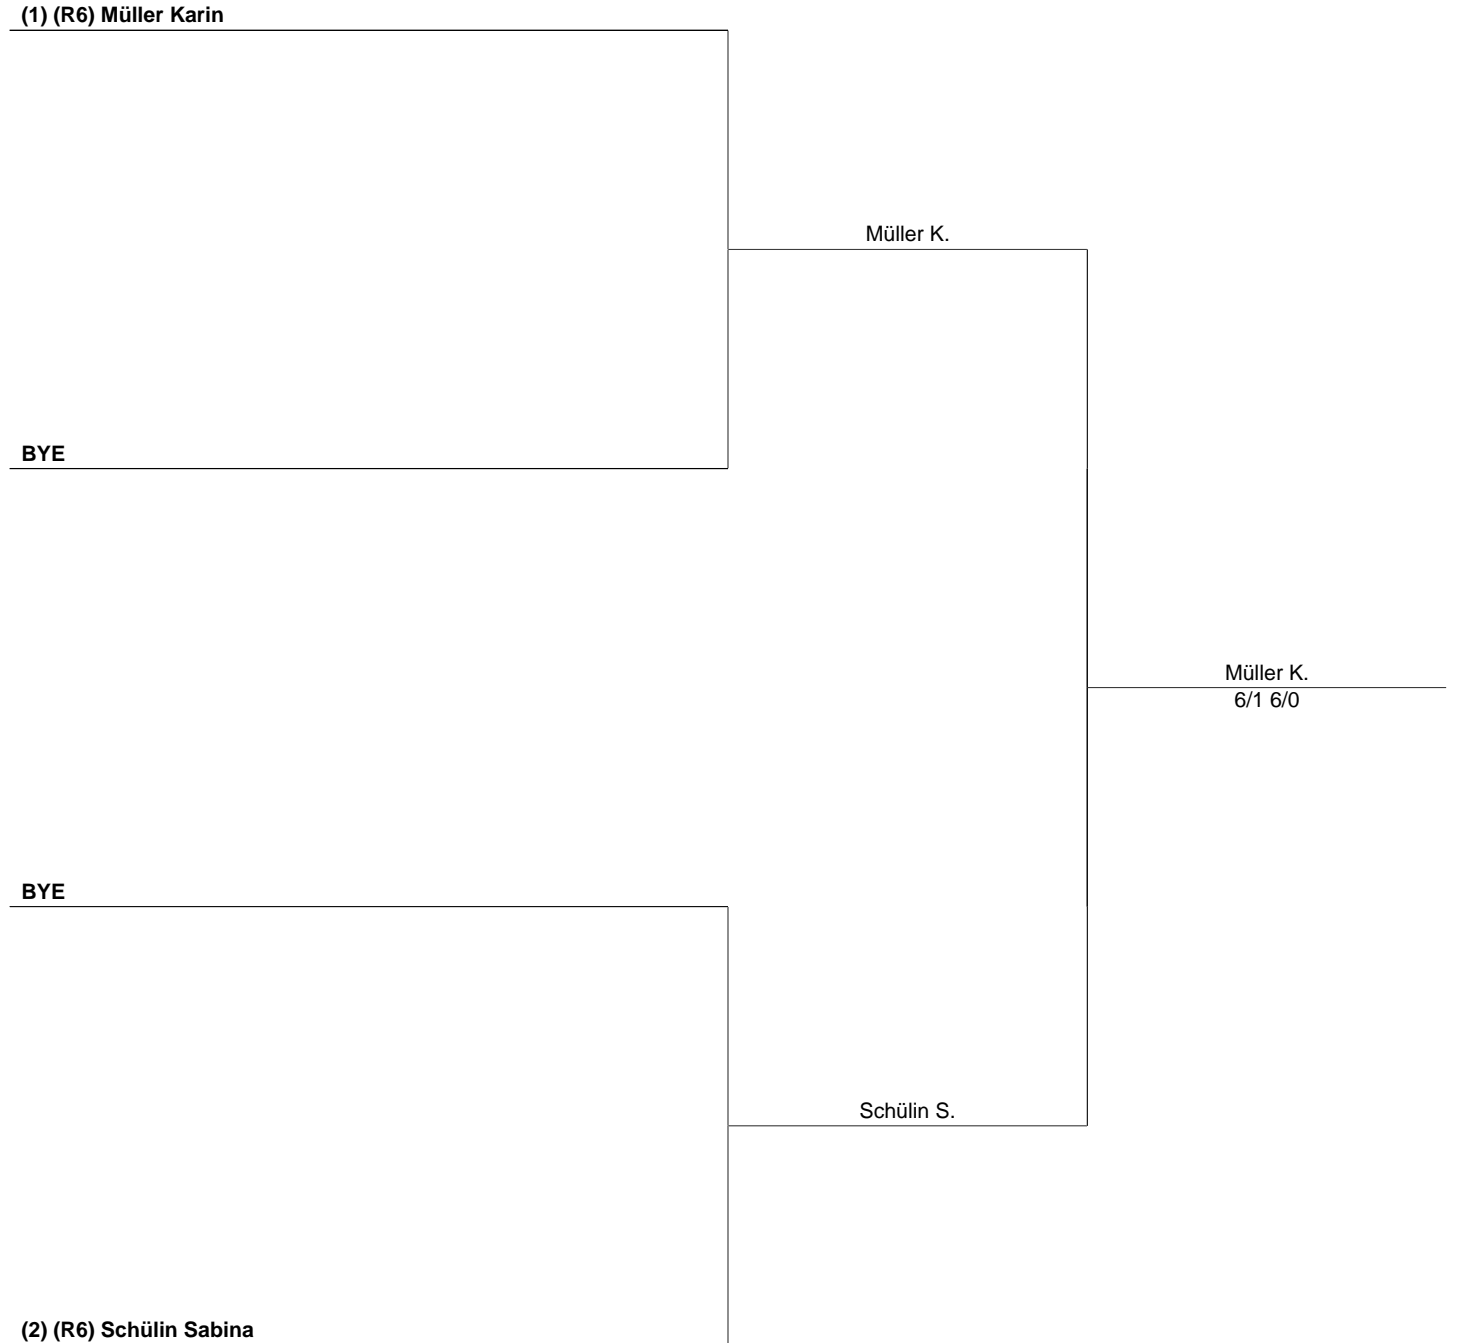 (1) (R6) Müller Karin
Müller K.
BYE
Müller K.
6/1 6/0
BYE
Schülin S.
(2) (R6) Schülin Sabina